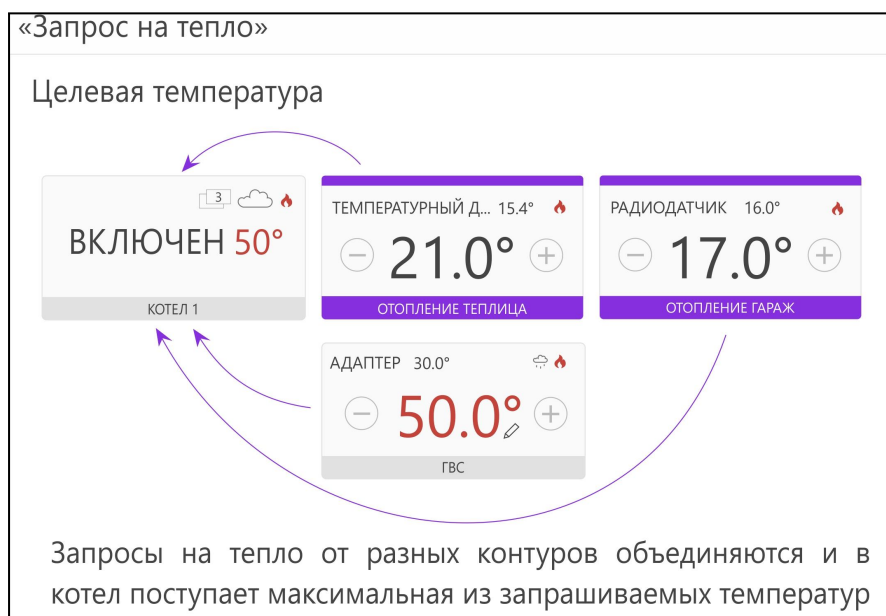 «Запрос на тепло»
Целевая температура
3
ВКЛЮЧЕН 50°
КОТЕЛ 1
ТЕМПЕРАТУРНЫЙ Д... 15.4°
21.0°
ОТОПЛЕНИЕ ТЕПЛИЦА
РАДИОДАТЧИК 16.0°
17.0°
ОТОПЛЕНИЕ ГАРАЖ
АДАПТЕР 30.0°
50.0°
ГВС
Запросы на тепло от разных контуров объединяются и в
котел поступает максимальная из запрашиваемых температур